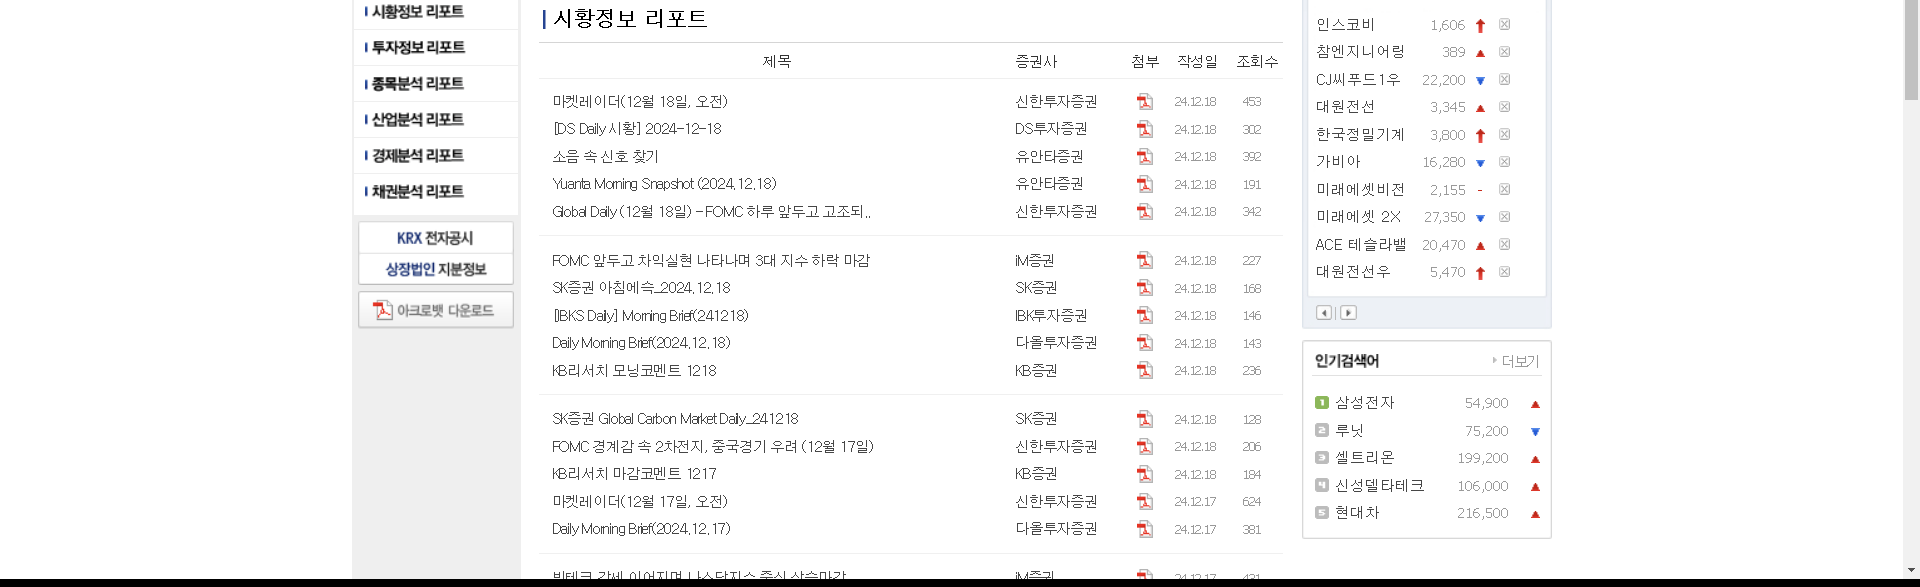 시황정보 리포트
투자정보 리포트
종목분석 리포트
산업분석 리포트
경제분석 리포트
채권분석 리포트
KRX 전자공시
상장법인 지분정보
아크로뱃 다운로드
시황정보 리포트
제목 증권사 첨부 작성일 조회수
마켓레이더(12월 18일, 오전) 신한투자증권 24.12.18 453
[DS Daily 시황] 2024-12-18 DS투자증권 24.12.18 302
소음 속 신호 찾기 유안타증권 24.12.18 392
Yuanta Morning Snapshot (2024.12.18) 유안타증권 24.12.18 191
Global Daily (12월 18일) - FOMC 하루 앞두고 고조되.. 신한투자증권 24.12.18 342
FOMC 앞두고 차익실현 나타나며 3대 지수 하락 마감 iM증권 24.12.18 227
SK증권 아침에슥_2024.12.18 SK증권 24.12.18 168
[IBKS Daily] Morning Brief(241218) IBK투자증권 24.12.18 146
Daily Morning Brief(2024.12.18) 다올투자증권 24.12.18 143
KB리서치 모닝코멘트 1218 KB증권 24.12.18 236
SK증권 Global Carbon Market Daily_241218 SK증권 24.12.18 128
FOMC 경계감 속 2차전지, 중국경기 우려 (12월 17일) 신한투자증권 24.12.18 206
KB리서치 마감코멘트 1217 KB증권 24.12.18 184
마켓레이더(12월 17일, 오전) 신한투자증권 24.12.17 624
Daily Morning Brief(2024.12.17) 다올투자증권 24.12.17 381
빅테크 강세 이어지며 나스닥지수 중심 상승마감 iM증권 24.12.17 431
인스코비 1,606
참엔지니어링 389
CJ씨푸드1우 22,200
대원전선 3,345
한국정밀기계 3,800
가비아 16,280
미래에셋비전 2,155 -
미래에셋 2X 27,350
ACE 테슬라밸 20,470
대원전선우 5,470
인기검색어 더보기
1 삼성전자 54,900
2 루닛 75,200
3 셀트리온 199,200
4 신성델타테크 106,000
5 현대차 216,500